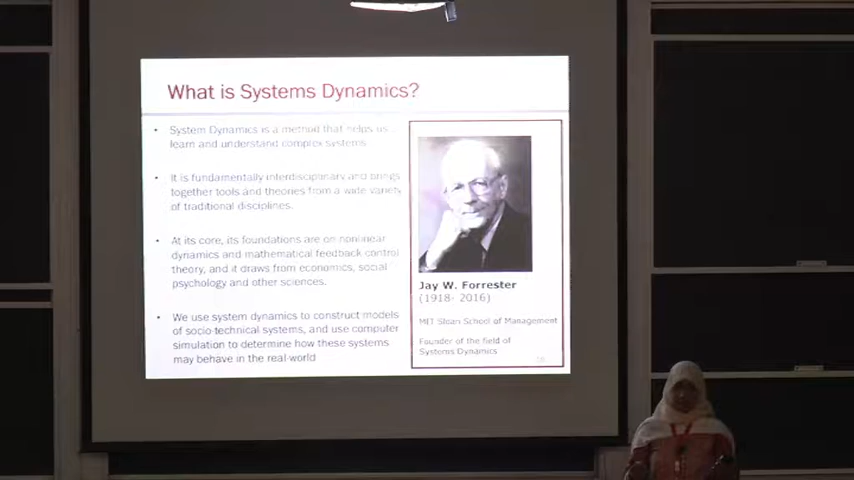 What is Systems Dynamics?
• System Dynamics is a method that helps us
learn and understand complex systems.
• It is fundamentally interdisciplinary and brings
together tools and theories from a wide variety
of traditional disciplines.
• At its core, its foundations are on nonlinear
dynamics and mathematical feedback control
theory, and it draws from economics, social
psychology and other sciences.
• We use system dynamics to construct models
of socio-technical systems, and use computer
simulation to determine how these systems
may behave in the real-world
Jay W. Forrester
(1918- 2016)
MIT Sloan School of Management
Founder of the field of
Systems Dynamics